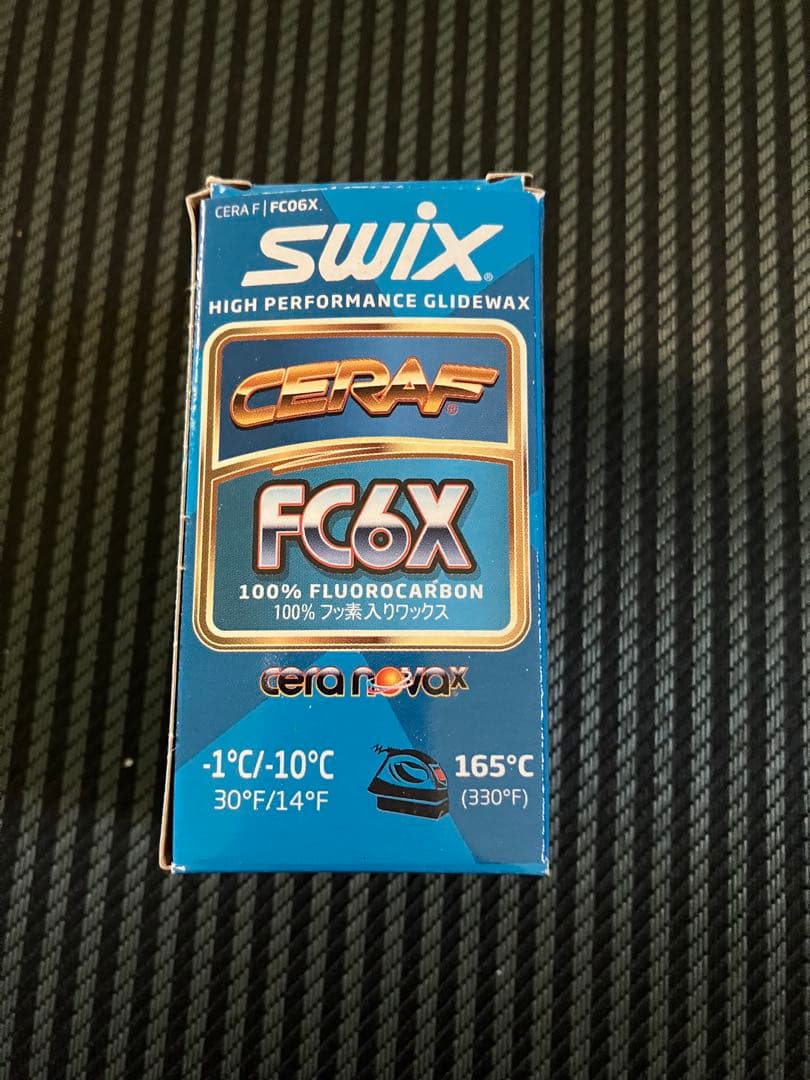 CERA F | FC06X.
SWIX®
HIGH PERFORMANCE GLIDEWAX
CERAF®
FC6X
100% FLUOROCARBON
100% フッ素入りワックス
cera novax
-1°C/-10°C
30°F/14°F
165°C
(330°F)